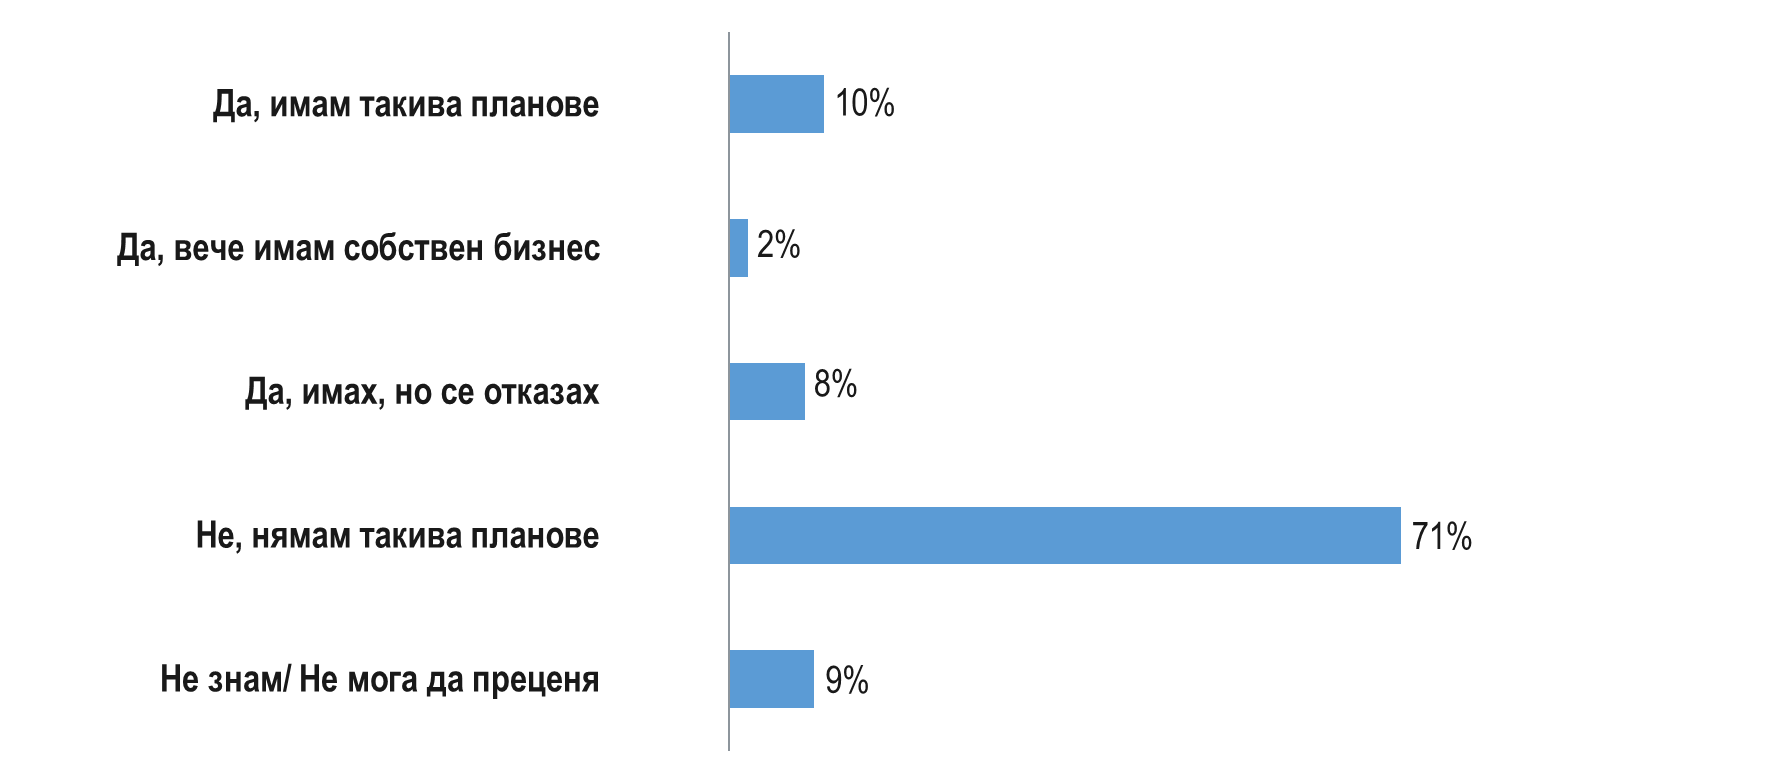 Да, имам такива планове 10%
Да, вече имам собствен бизнес 2%
Да, имах, но се отказах 8%
Не, нямам такива планове 71%
Не знам/ Не мога да преценя 9%